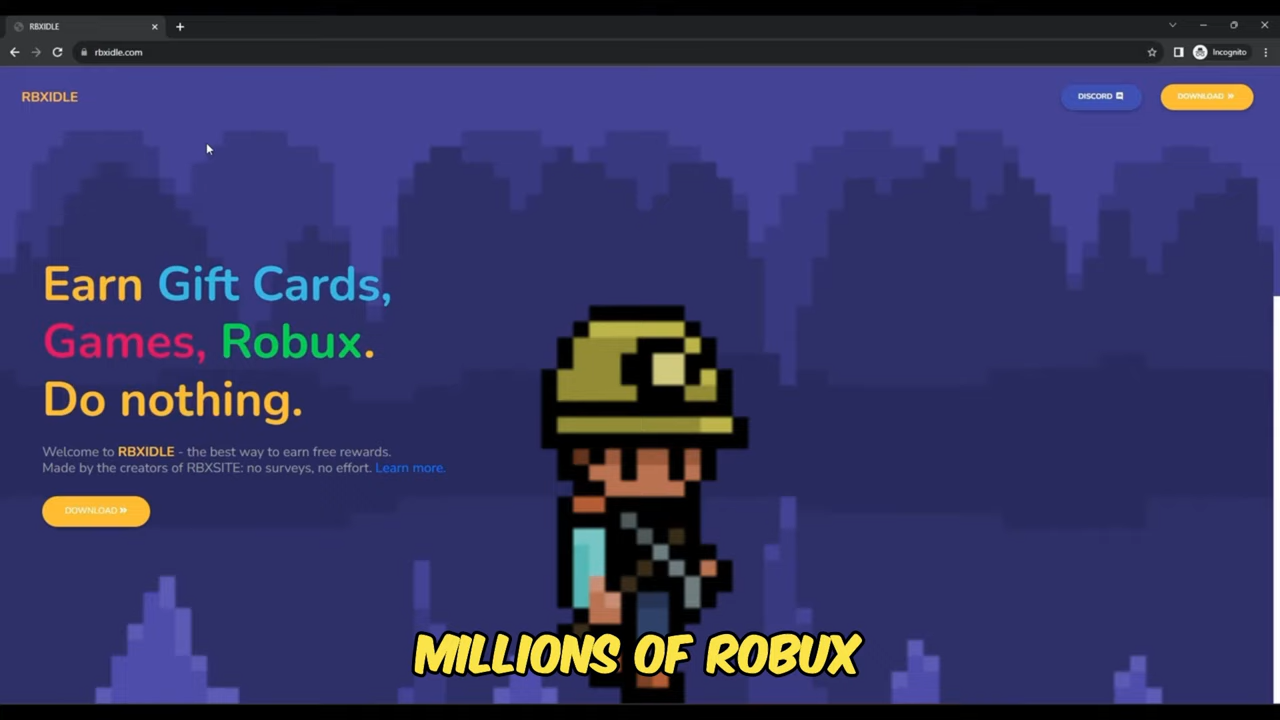 RBXIDLE
rbxidle.com
Incognito
RBXIDLE
DISCORD
DOWNLOAD
Earn Gift Cards,
Games, Robux.
Do nothing.
Welcome to RBXIDLE - the best way to earn free rewards.
Made by the creators of RBXSITE: no surveys, no effort. Learn more.
DOWNLOAD
MILLIONS OF ROBUX